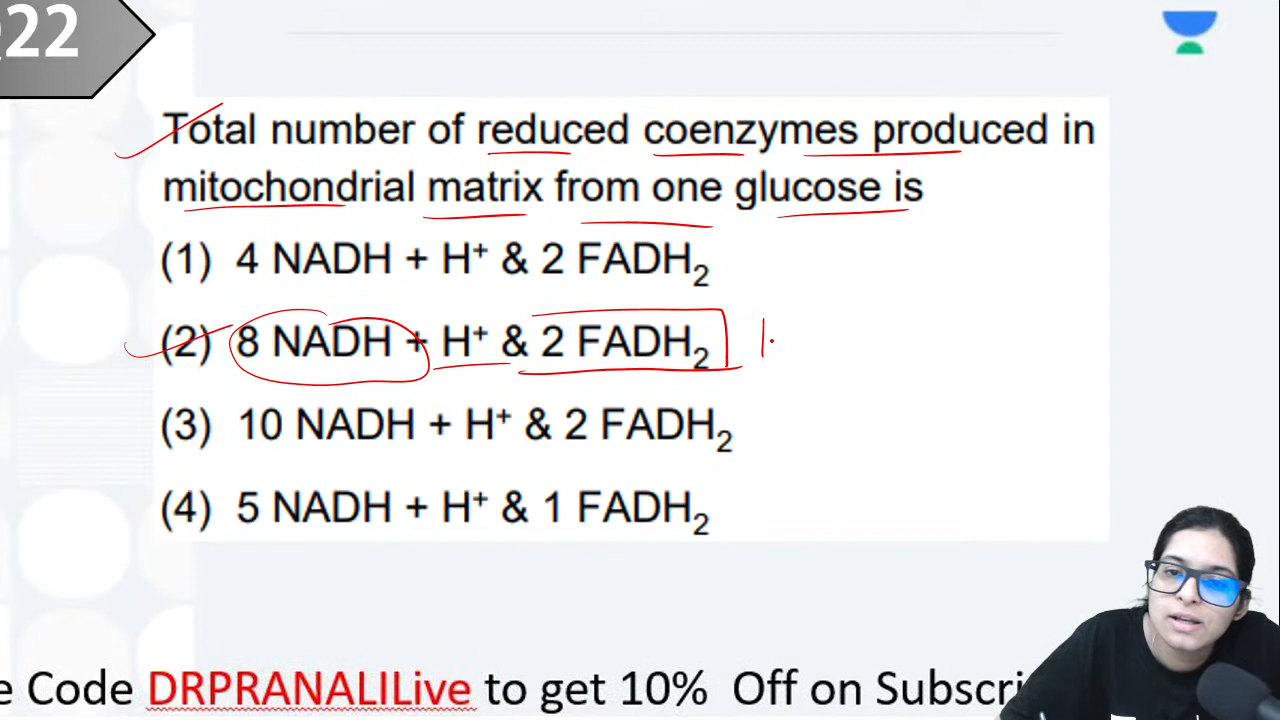 22
Total number of reduced coenzymes produced in
mitochondrial matrix from one glucose is
(1) 4 NADH + H⁺ & 2 FADH₂
(2) 8 NADH + H⁺ & 2 FADH₂
(3) 10 NADH + H⁺ & 2 FADH₂
(4) 5 NADH + H⁺ & 1 FADH₂
e Code DRPRANALILive to get 10% Off on Subscri